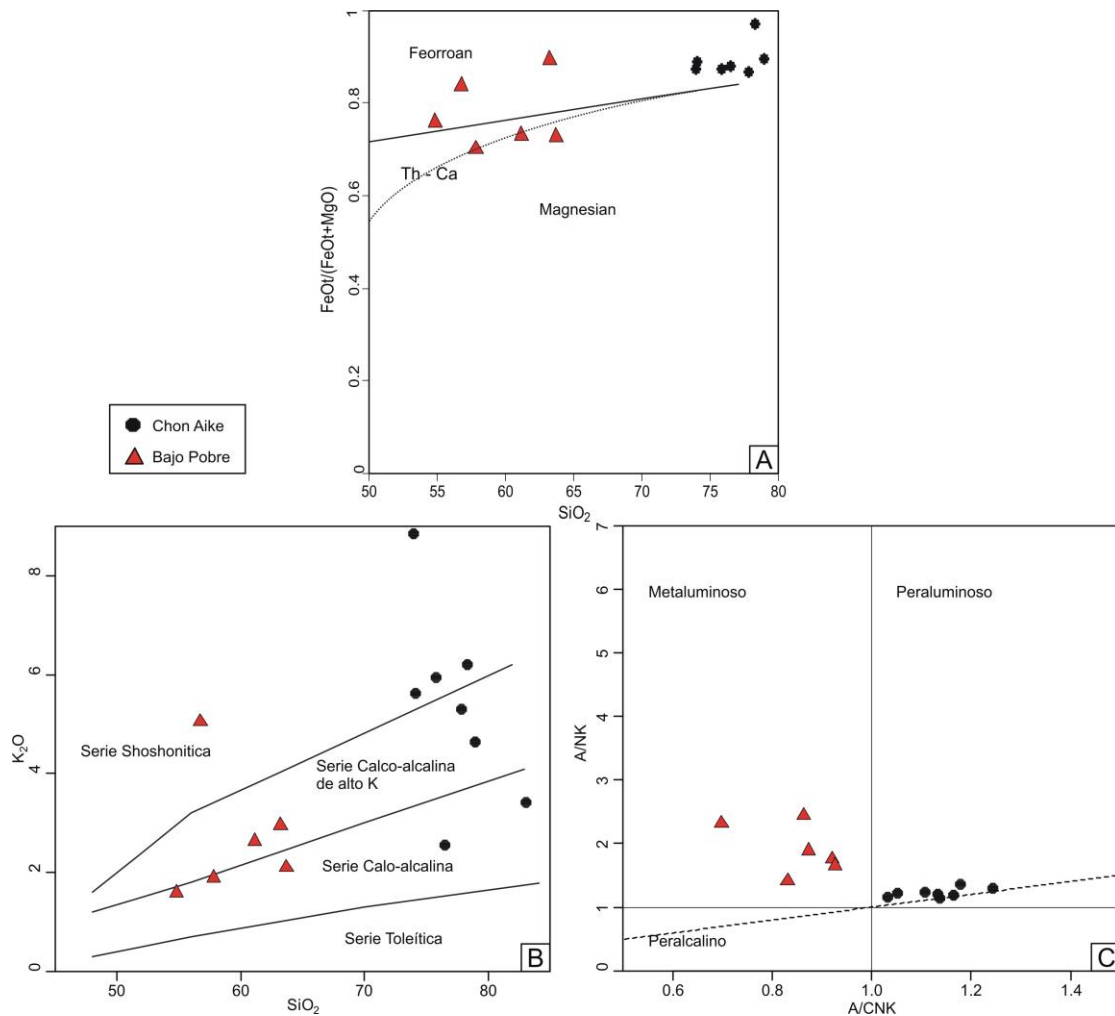 1
0.8
0.6
0.4
0.2
0
FeOt/(FeOt+MgO)
Feorroan
Th - Ca
Magnesian
A
50
55
60
65
70
75
80
SiO2
Chon Aike
Bajo Pobre
8
6
4
2
0
K2O
Serie Shoshonitica
Serie Calco-alcalina
de alto K
Serie Calo-alcalina
Serie Toleítica
B
50
60
70
80
SiO2
7
6
5
4
3
2
1
0
A/NK
Metaluminoso
Peraluminoso
Peralcalino
C
0.6
0.8
1.0
1.2
1.4
A/CNK